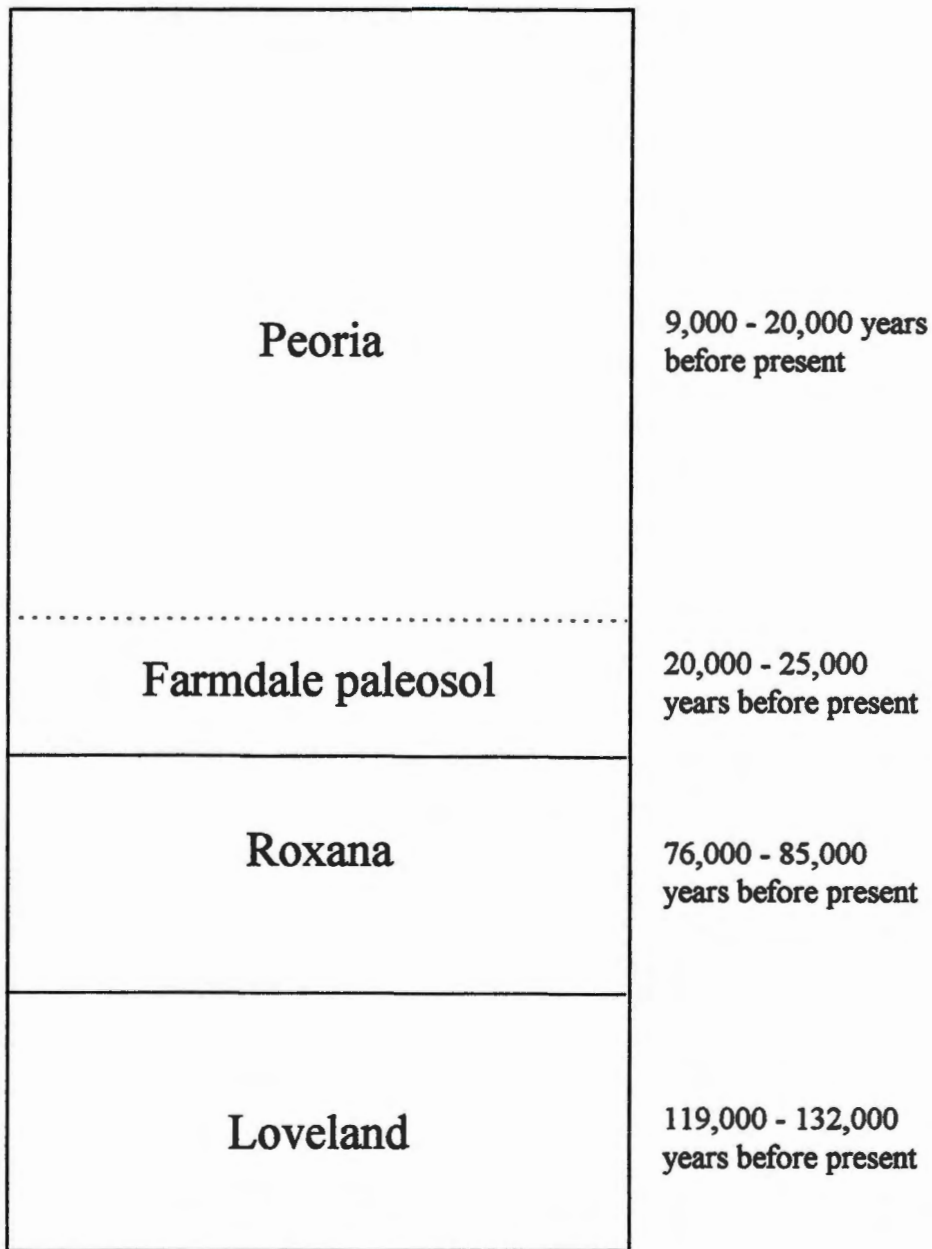 Peoria
9,000 - 20,000 years
before present
Farmdale paleosol
20,000 - 25,000
years before present
Roxana
76,000 - 85,000
years before present
Loveland
119,000 - 132,000
years before present